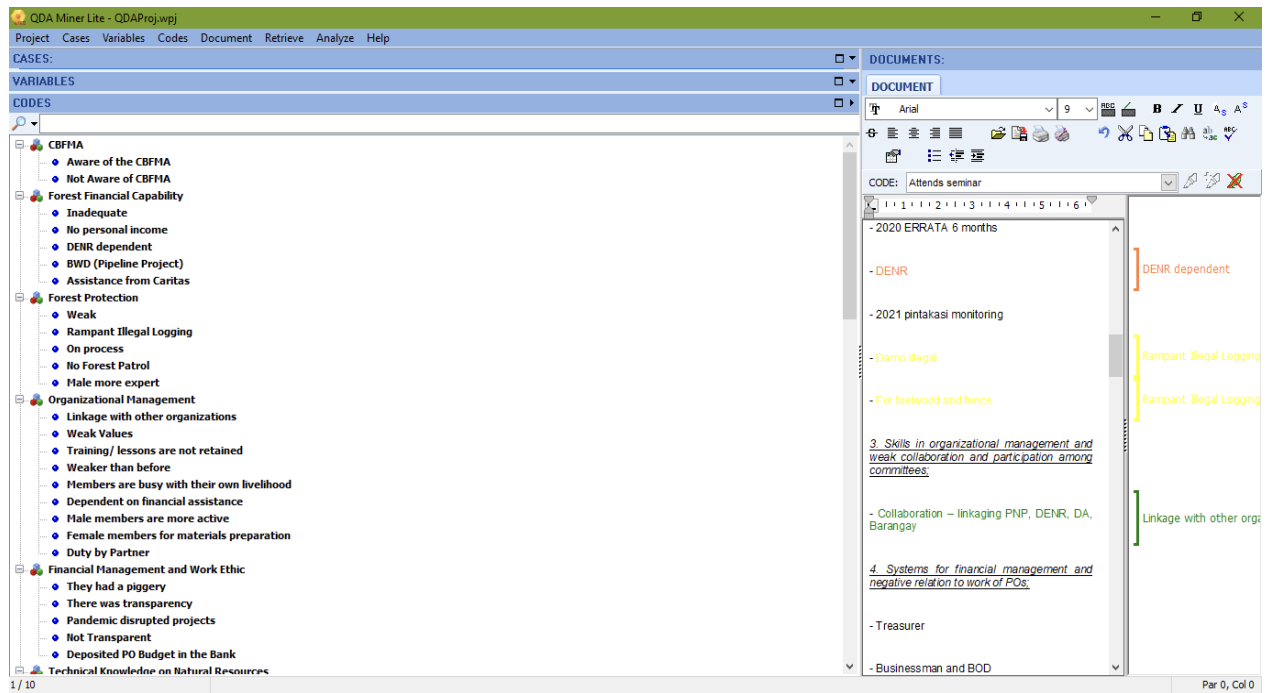 QDA Miner Lite - QDAProj.wpj
Project Cases Variables Codes Document Retrieve Analyze Help
CASES:
VARIABLES
CODES
CBFMA
Aware of the CBFMA
Not Aware of CBFMA
Forest Financial Capability
Inadequate
No personal income
DENR dependent
BWD (Pipeline Project)
Assistance from Caritas
Forest Protection
Weak
Rampant Illegal Logging
On process
No Forest Patrol
Male more expert
Organizational Management
Linkage with other organizations
Weak Values
Training/ lessons are not retained
Weaker than before
Members are busy with their own livelihood
Dependent on financial assistance
Male members are more active
Female members for materials preparation
Duty by Partner
Financial Management and Work Ethic
They had a piggery
There was transparency
Pandemic disrupted projects
Not Transparent
Deposited PO Budget in the Bank
Technical Knowledge on Natural Resources
1 / 10
DOCUMENTS:
DOCUMENT
Arial 9 B I U
CODE: Attends seminar
1 2 3 4 5 6
- 2020 ERRATA 6 months
- DENR
DENR dependent
- 2021 pintakasi monitoring
- Damo illegal
Rampant Illegal Logging
- For fuelwood and fence
Rampant Illegal Logging
3. Skills in organizational management and
weak collaboration and participation among
committees;
- Collaboration – linkaging PNP, DENR, DA,
Barangay
Linkage with other orga
4. Systems for financial management and
negative relation to work of POs;
- Treasurer
- Businessman and BOD
Par 0, Col 0